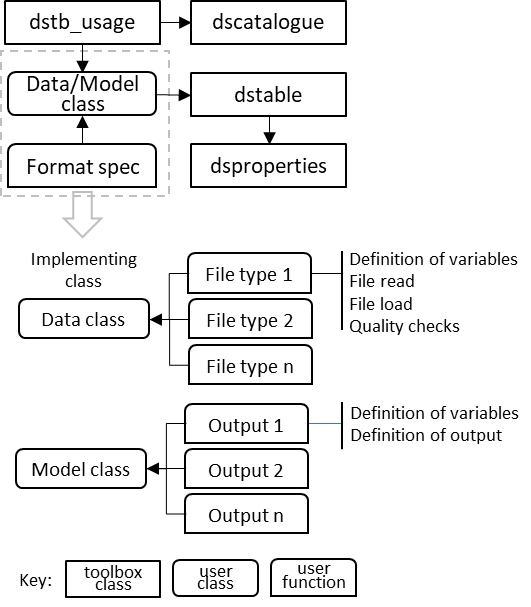 dstb_usage
dscatalogue
Data/Model
class
dstable
Format spec
dsproperties
Implementing
class
Data class
File type 1
File type 2
File type n
Definition of variables
File read
File load
Quality checks
Model class
Output 1
Output 2
Output n
Definition of variables
Definition of output
Key:
toolbox
class
user
class
user
function